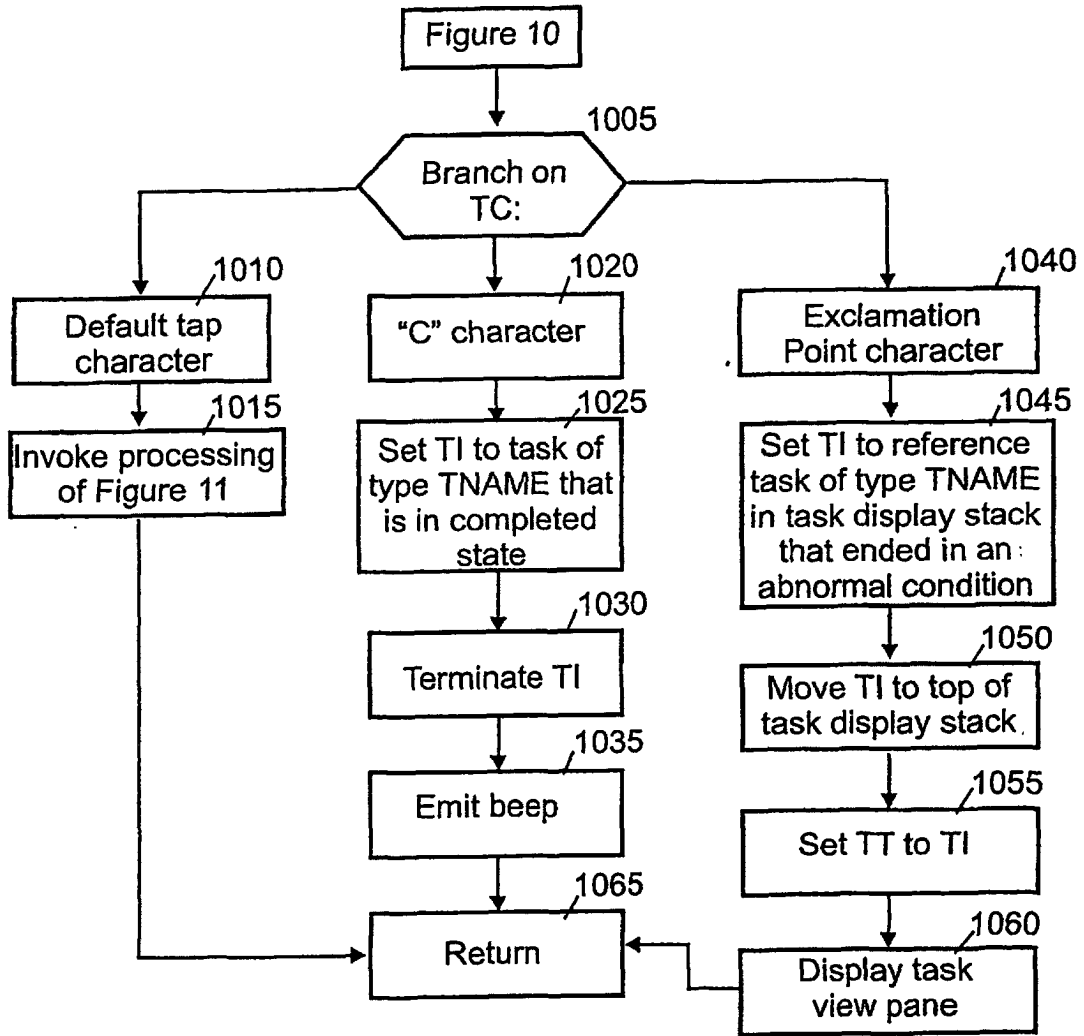 Figure 10
1005
Branch on
TC:
1010
Default tap
character
1015
Invoke processing
of Figure 11
1020
“C” character
1025
Set TI to task of
type TNAME that
is in completed
state
1030
Terminate TI
1035
Emit beep
1065
Return
1040
Exclamation
Point character
1045
Set TI to reference
task of type TNAME
in task display stack
that ended in an
abnormal condition
1050
Move TI to top of
task display stack
1055
Set TT to TI
1060
Display task
view pane